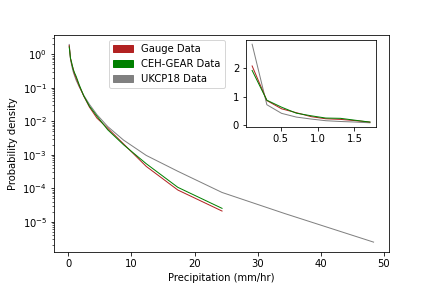 Gauge Data
CEH-GEAR Data
UKCP18 Data
2
1
0
0.5 1.0 1.5
10⁰
10⁻¹
10⁻²
10⁻³
10⁻⁴
10⁻⁵
Probability density
0 10 20 30 40 50
Precipitation (mm/hr)